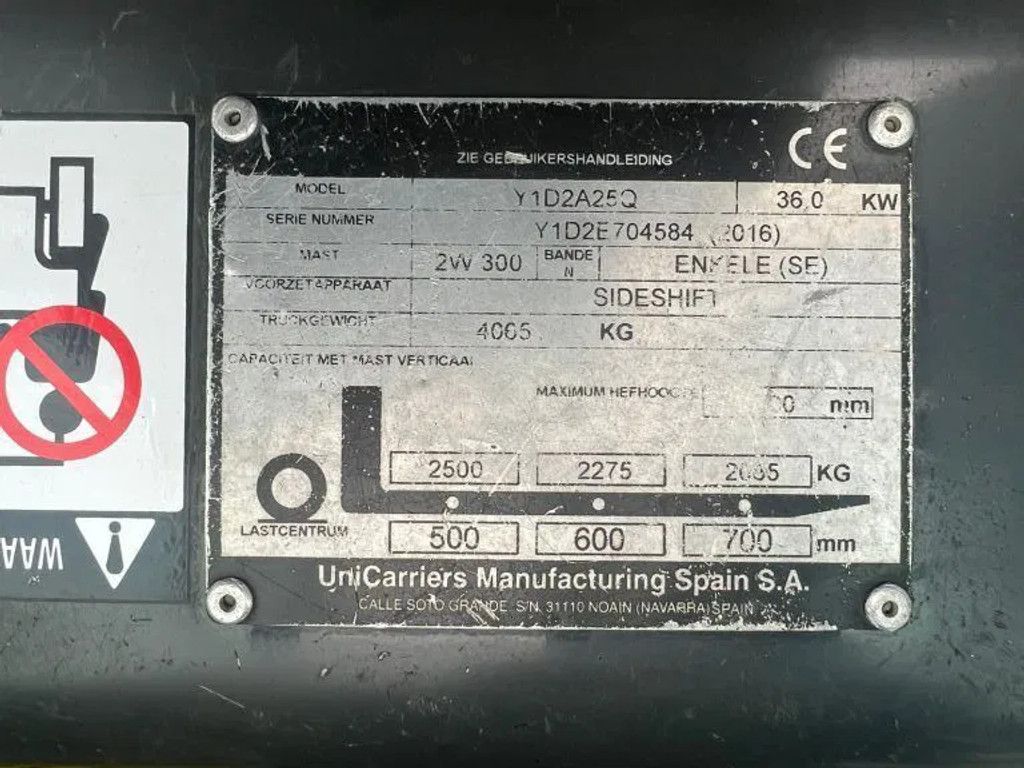 CE
ZIE GEBRUIKERSHANDLEIDING
MODEL Y1D2A25Q 36.0 KW
SERIE NUMMER Y1D2E704584 (2016)
MAST 2W 300 BANDEN ENKELE (SE)
VOORZETAPPARAAT SIDESHIFT
TRUCKGEWICHT KG
CAPACITEIT MET MAST VERTICAAL
MAXIMUM HEFHOOGTE mm
2500 2275 KG
LASTCENTRUM 500 600 700 mm
UniCarriers Manufacturing Spain S.A.
CALLE SOTO GRANDE S/N, 31110 NOAIN (NAVARRA) SPAIN
WAA